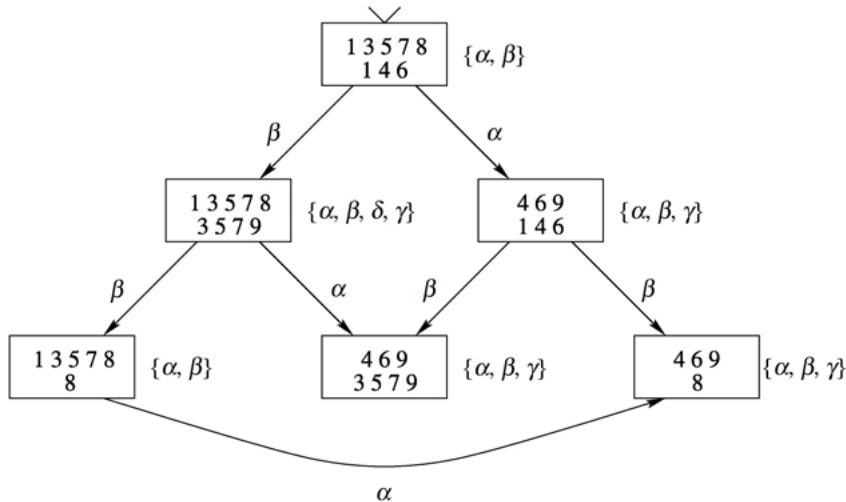 1 3 5 7 8
1 4 6
{α, β}
β
α
1 3 5 7 8
3 5 7 9
{α, β, δ, γ}
4 6 9
1 4 6
{α, β, γ}
β
α
β
β
1 3 5 7 8
8
{α, β}
4 6 9
3 5 7 9
{α, β, γ}
4 6 9
8
{α, β, γ}
α